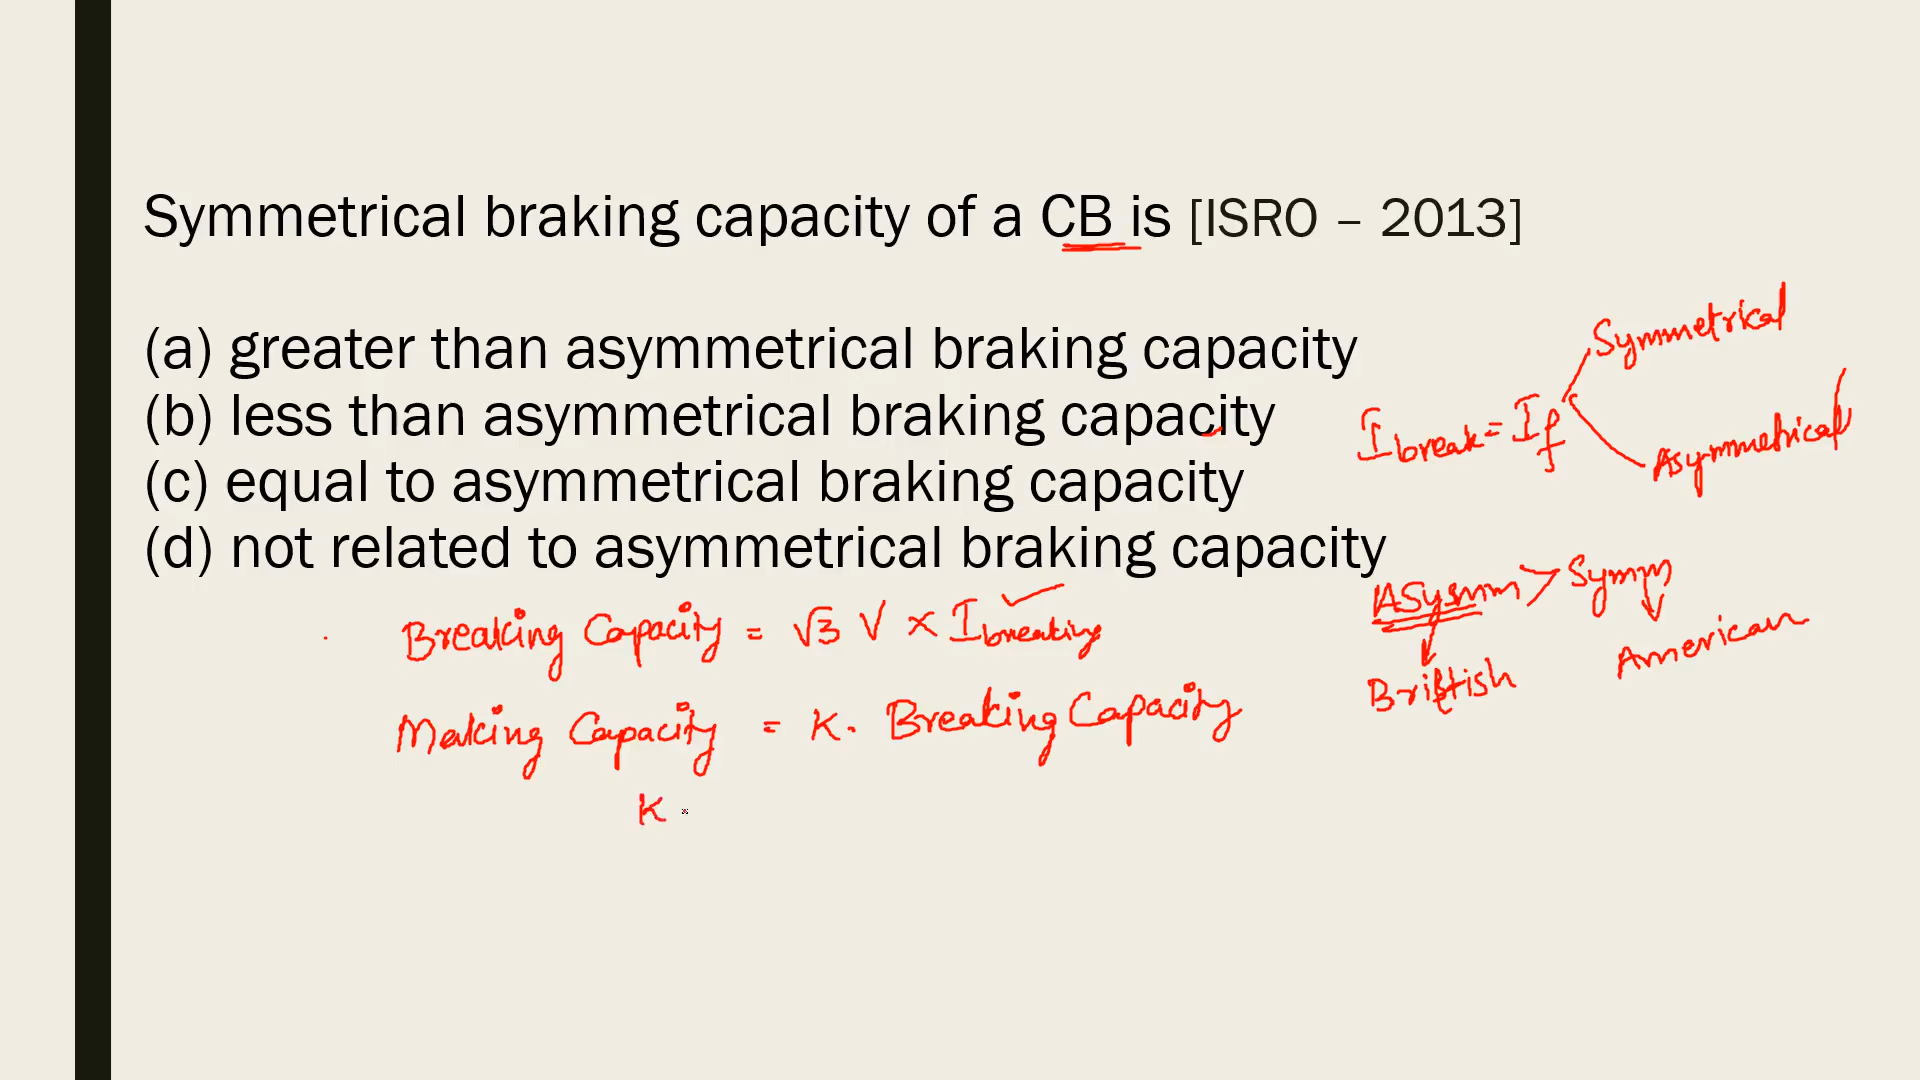 Symmetrical braking capacity of a CB is [ISRO – 2013]
(a) greater than asymmetrical braking capacity
(b) less than asymmetrical braking capacity
(c) equal to asymmetrical braking capacity
(d) not related to asymmetrical braking capacity
Symmetrical
Ibreak = If
Asymmetrical
ASymm > Symm
Briftish
American
Breaking Capacity = √3 V × Ibreaking
Making Capacity = K. Breaking Capacity
K